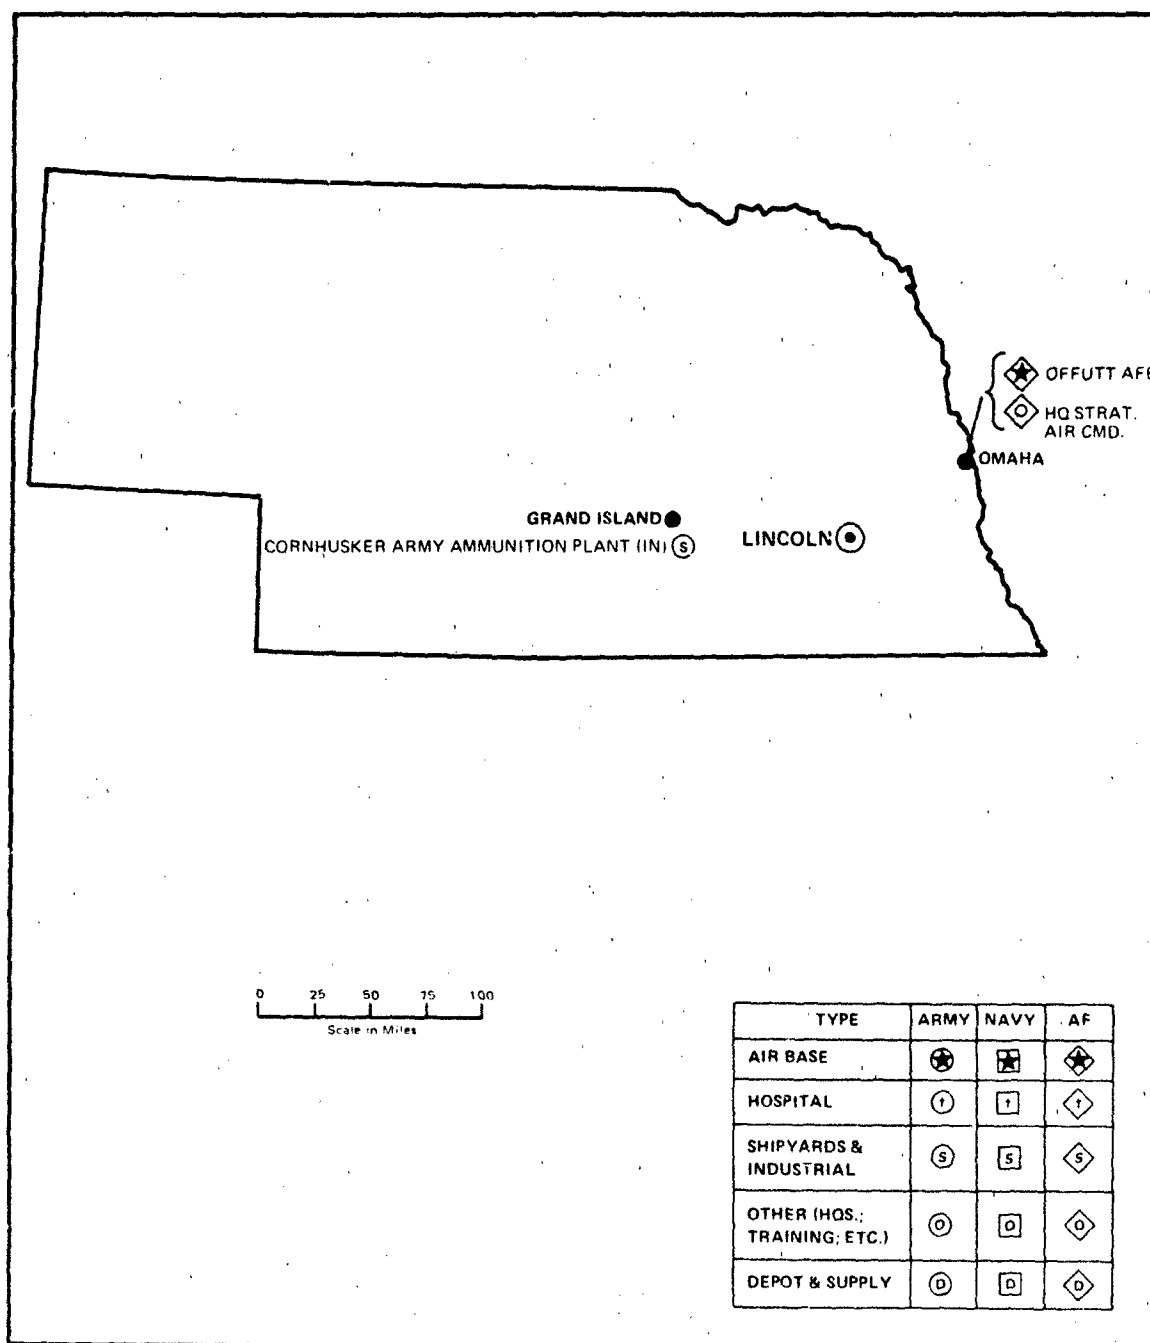 OFFUTT AFB
HQ STRAT.
AIR CMD.
OMAHA
GRAND ISLAND
CORNHUSKER ARMY AMMUNITION PLANT (IN) S
LINCOLN
0 25 50 75 100
Scale in Miles
TYPE ARMY NAVY AF
AIR BASE
HOSPITAL
SHIPYARDS &
INDUSTRIAL S S S
OTHER (HQS.;
TRAINING; ETC.) O O O
DEPOT & SUPPLY D D D